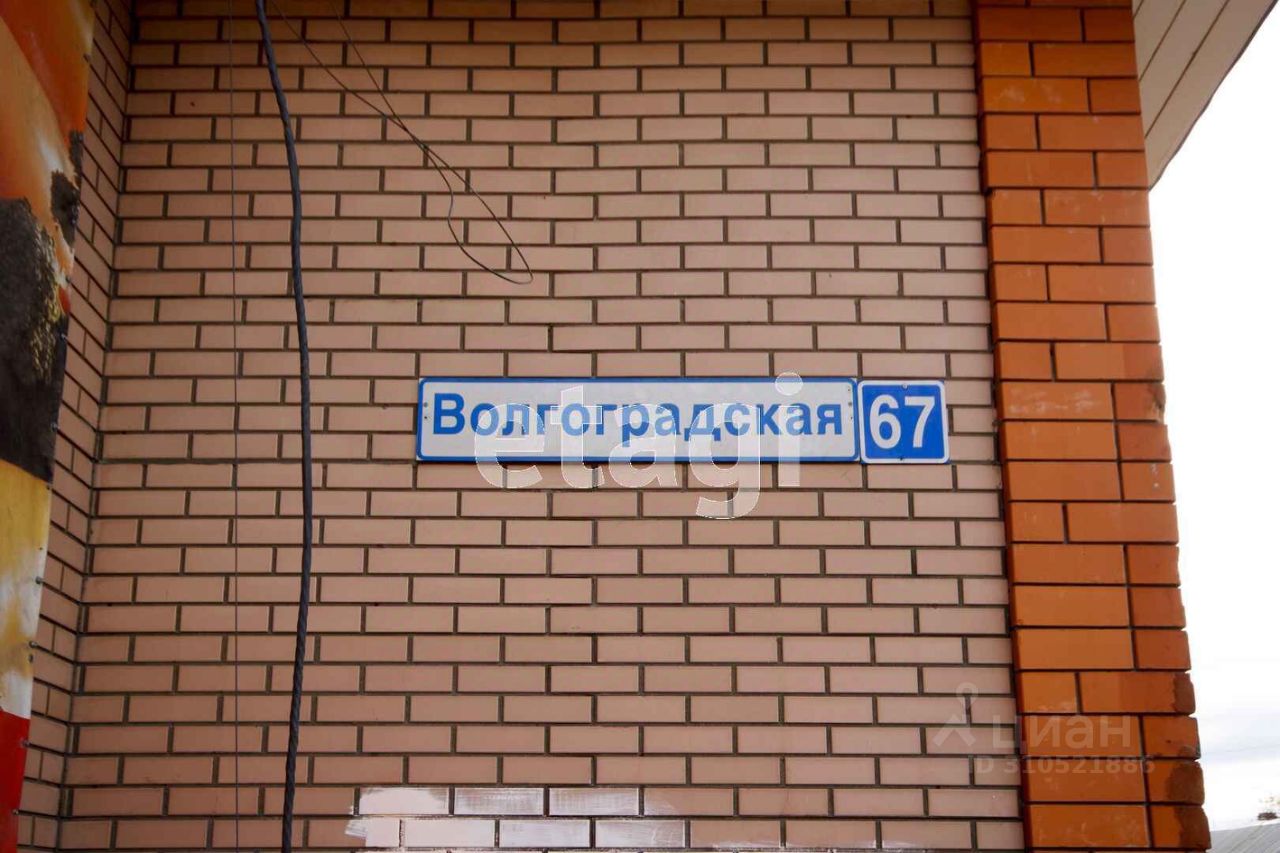 Волгоградская 67
etagi
циан
ID 310521886